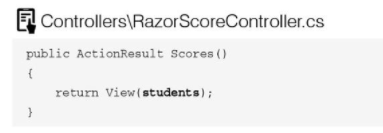 Controllers\RazorScoreController.cs
public ActionResult Scores()
{
    return View(students);
}